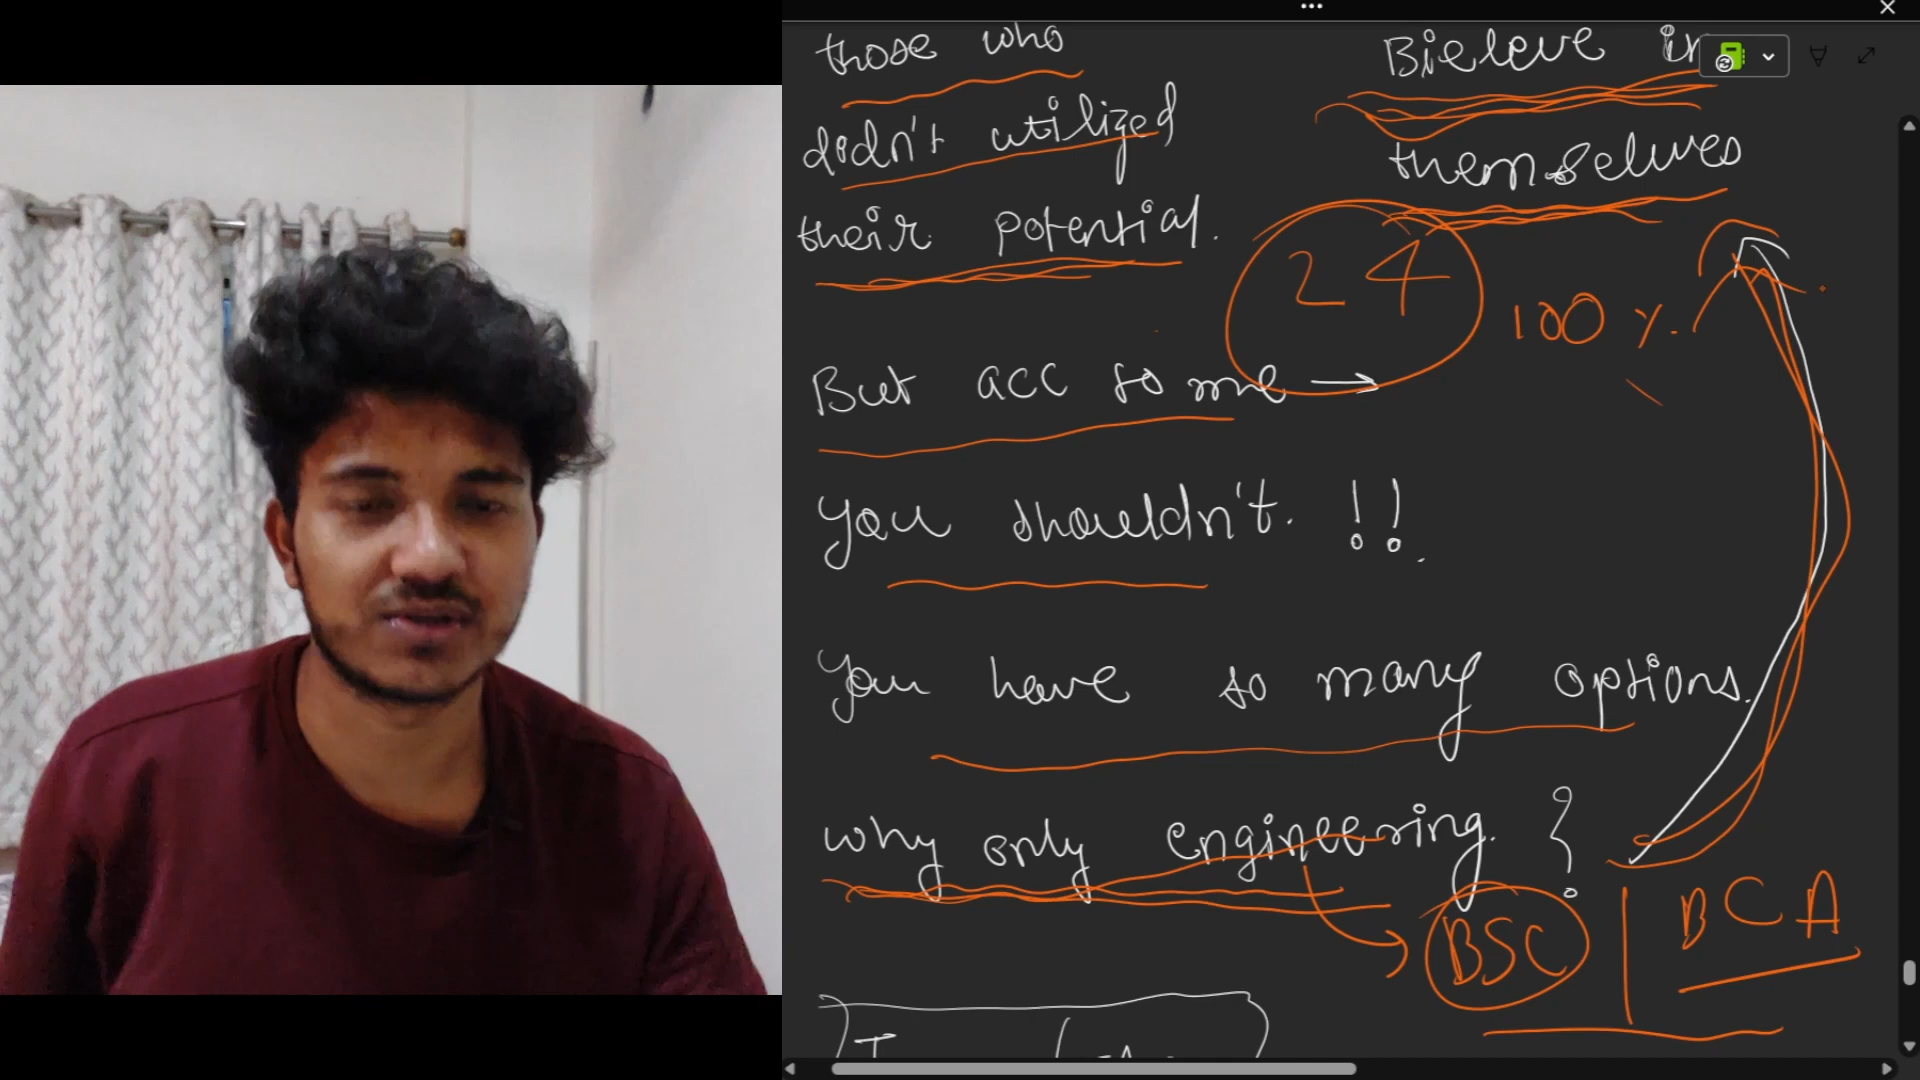 those who
didn't utilized
their potential.
Bieleve in
themselves
24
100 %.
But acc to me →
You shouldn't. !!
You have so many options.
why only engineering. ?
BSC | BCA